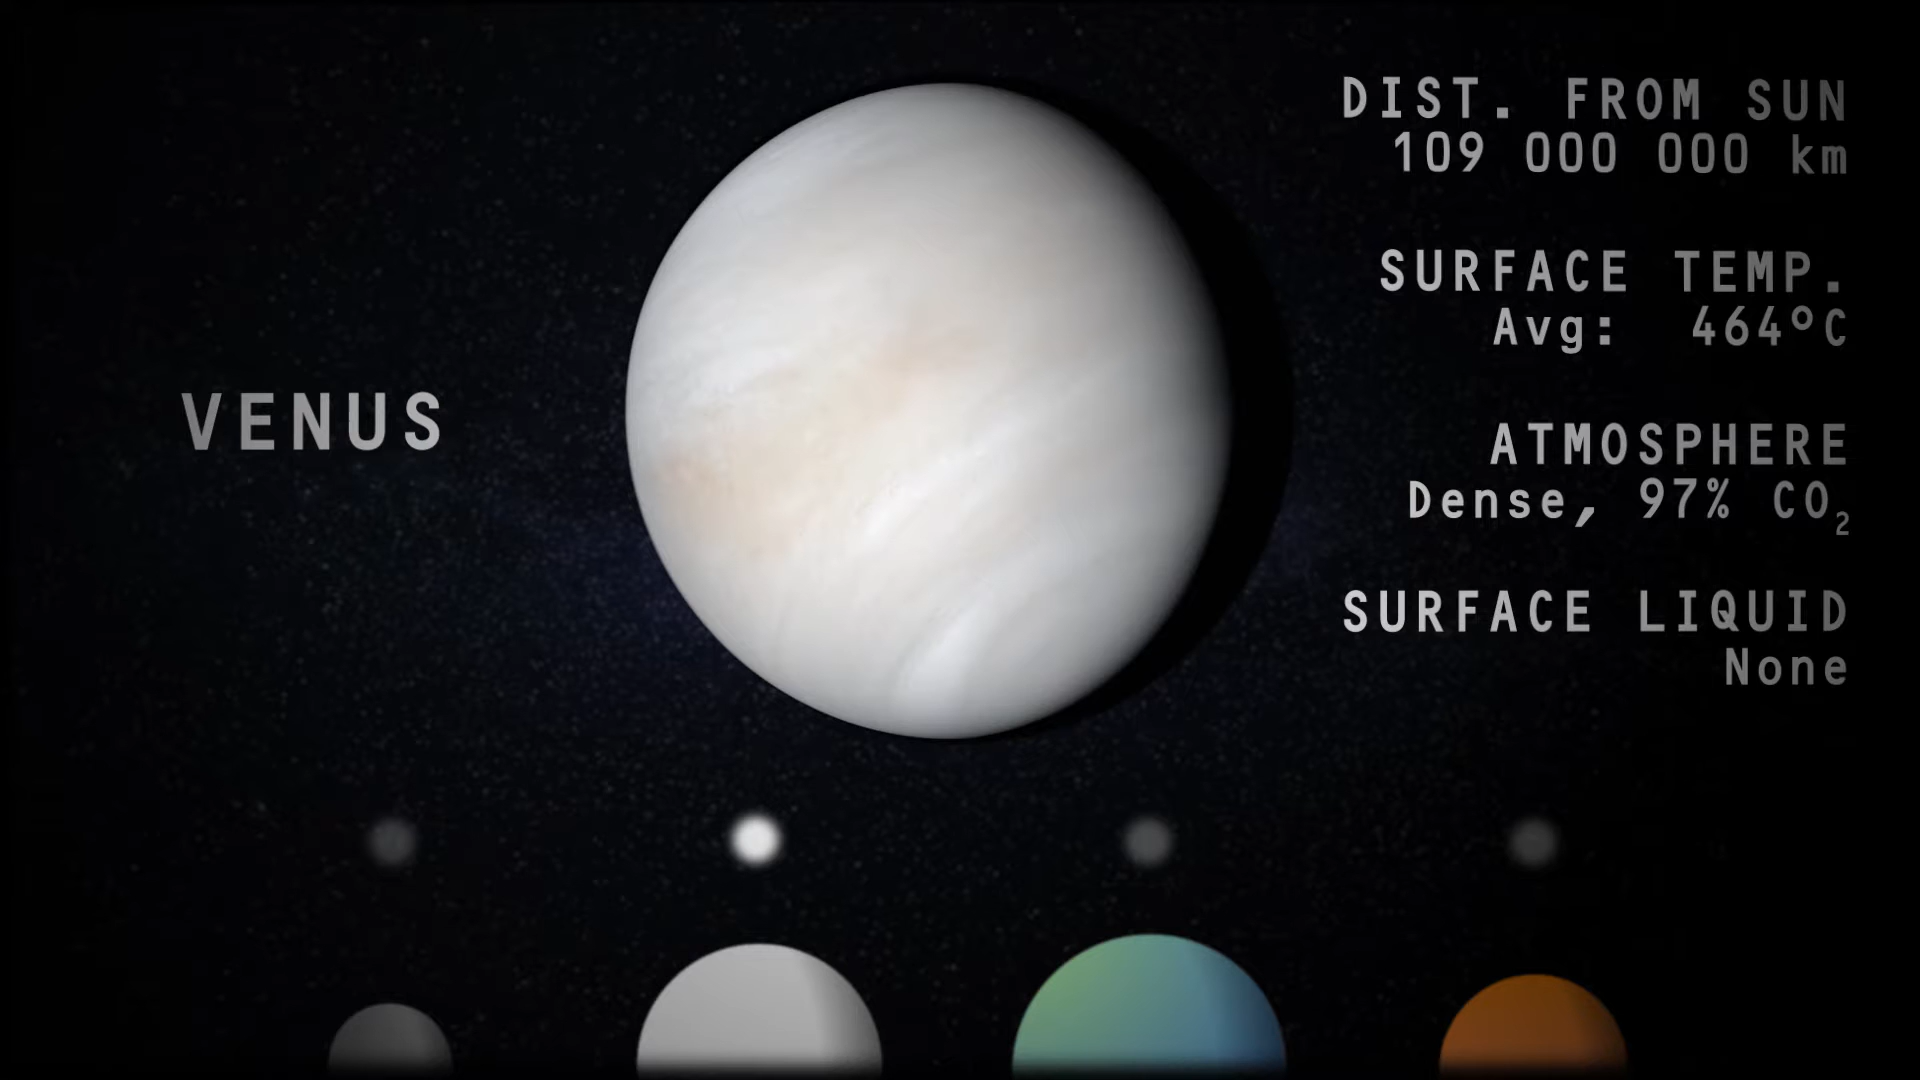 VENUS
DIST. FROM SUN
109 000 000 km
SURFACE TEMP.
Avg: 464°C
ATMOSPHERE
Dense, 97% CO₂
SURFACE LIQUID
None